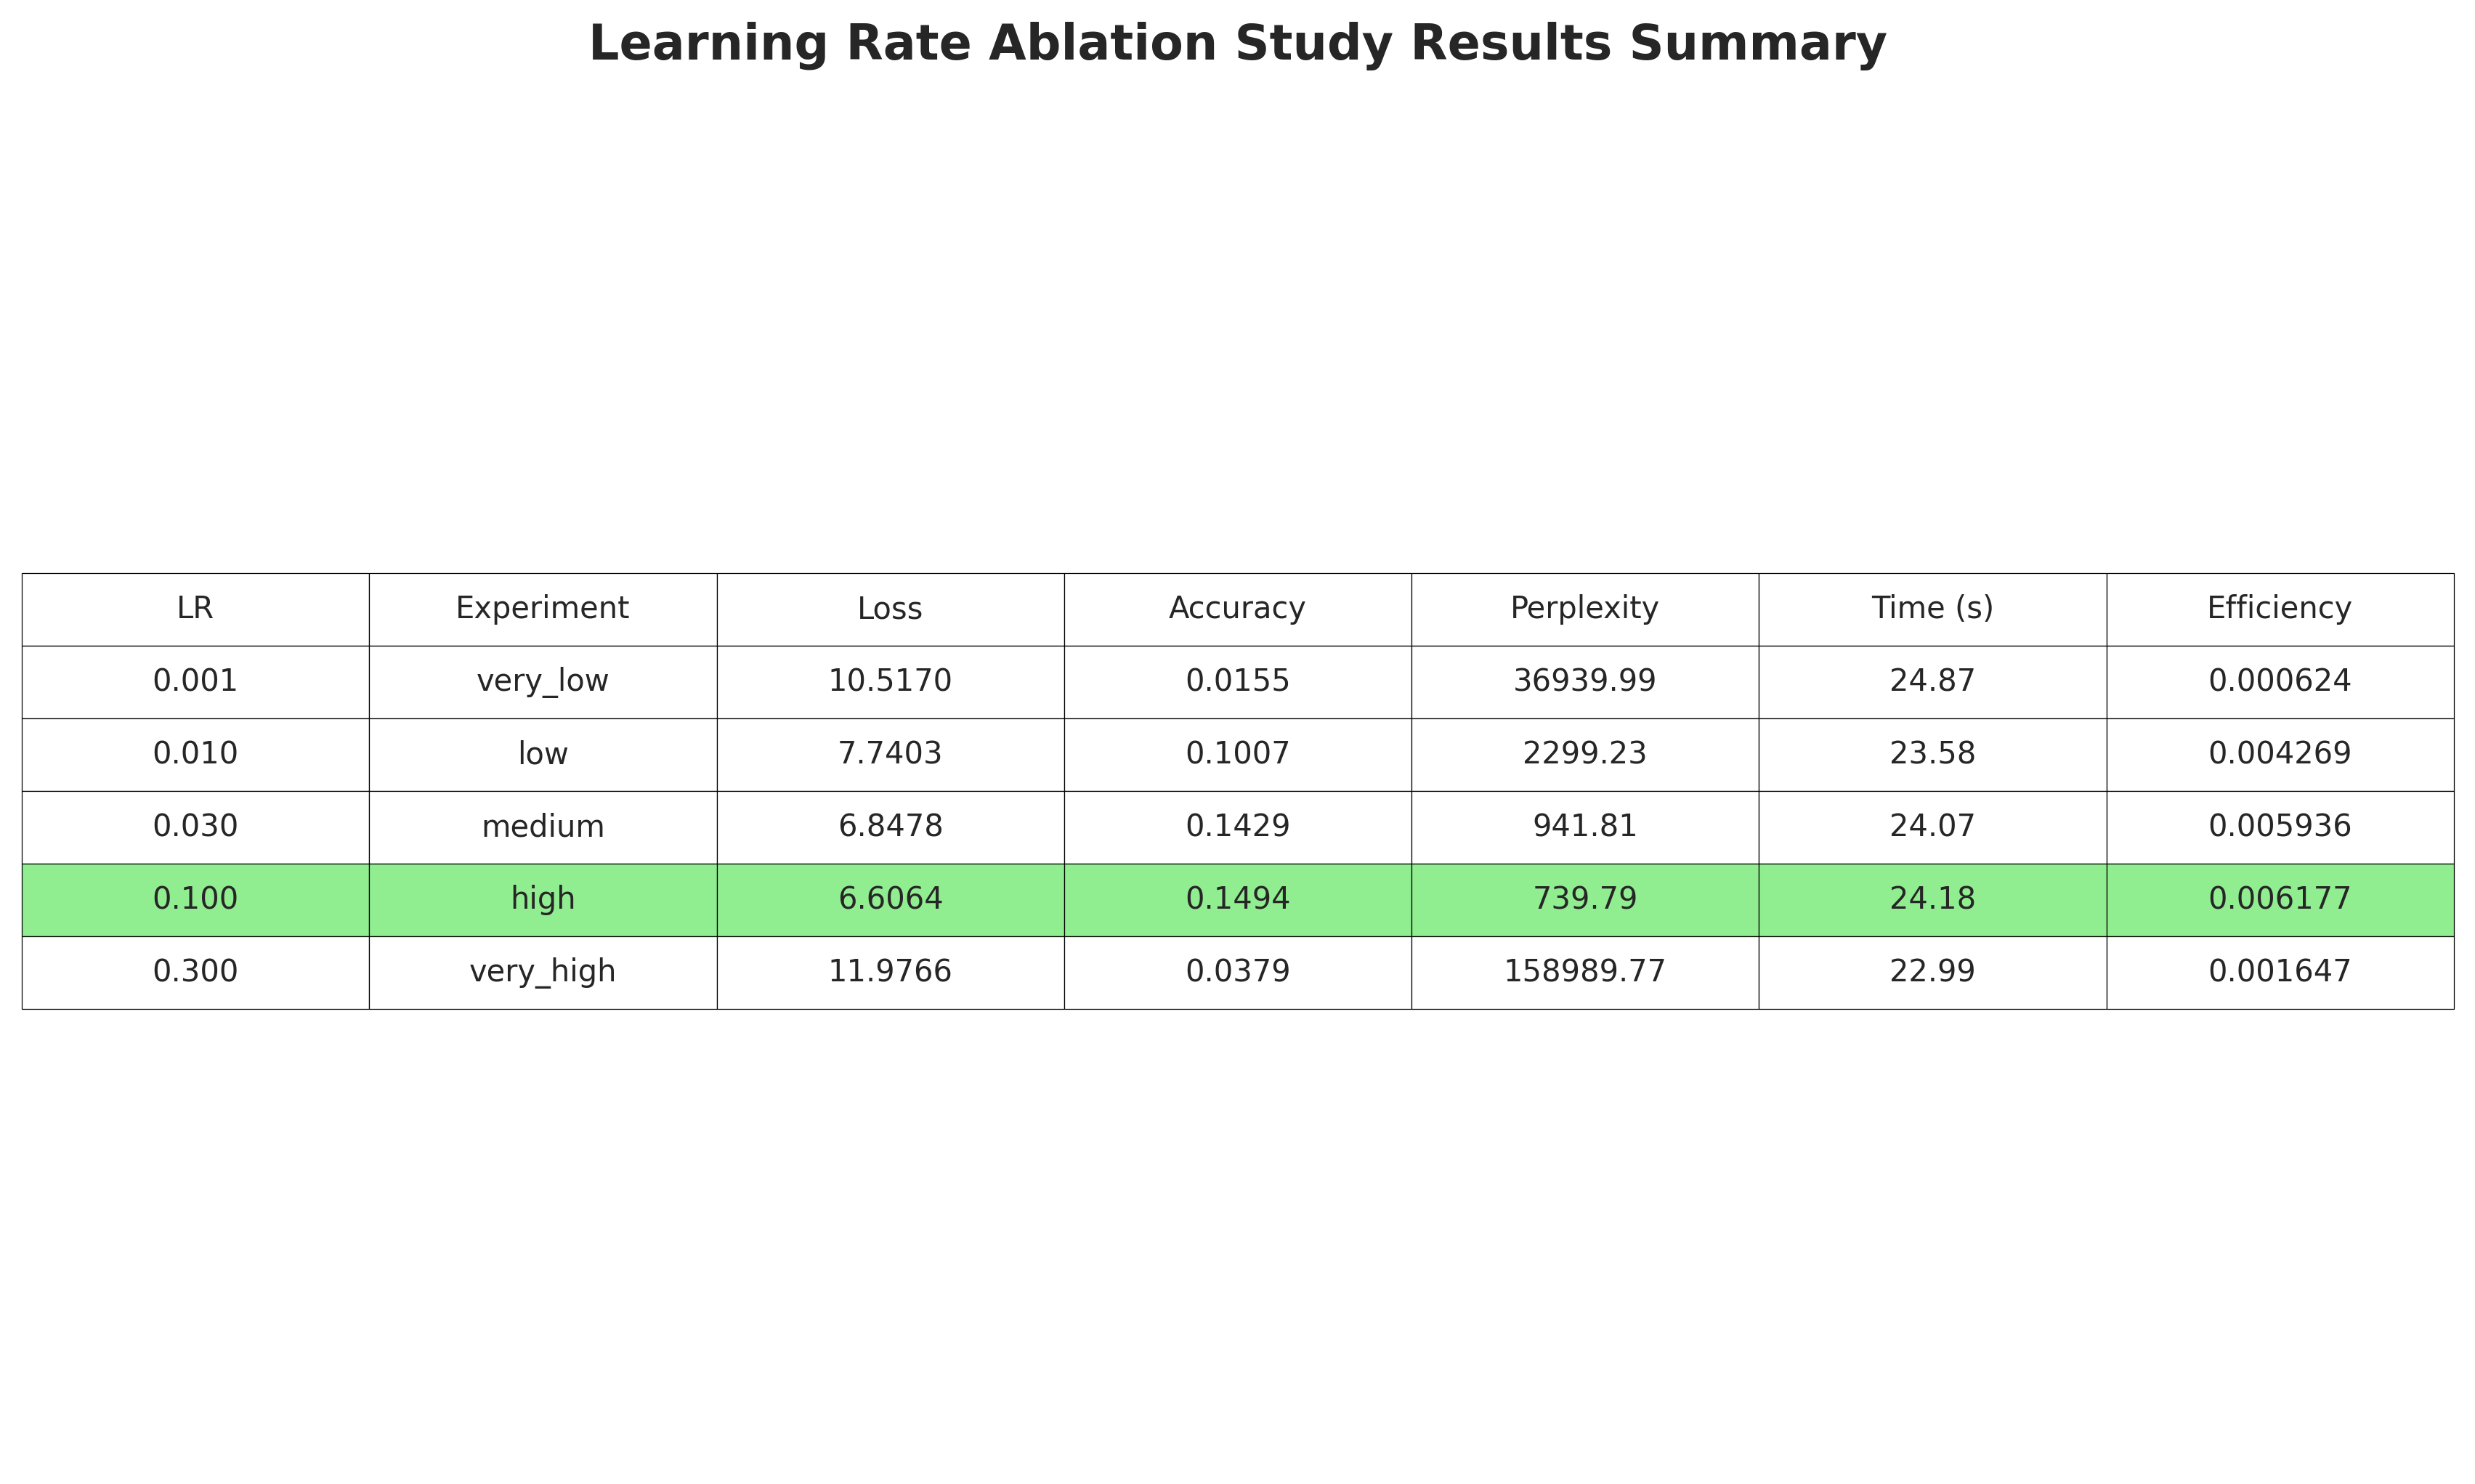 Learning Rate Ablation Study Results Summary
LR Experiment Loss Accuracy Perplexity Time (s) Efficiency
0.001 very_low 10.5170 0.0155 36939.99 24.87 0.000624
0.010 low 7.7403 0.1007 2299.23 23.58 0.004269
0.030 medium 6.8478 0.1429 941.81 24.07 0.005936
0.100 high 6.6064 0.1494 739.79 24.18 0.006177
0.300 very_high 11.9766 0.0379 158989.77 22.99 0.001647